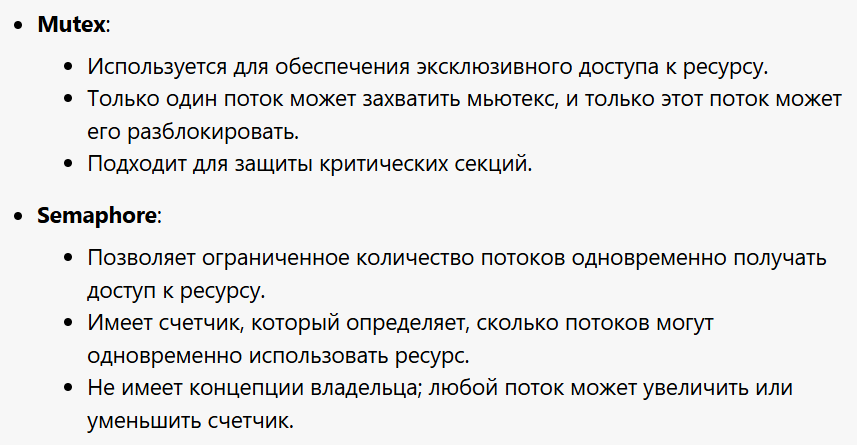 • Mutex:
• Используется для обеспечения эксклюзивного доступа к ресурсу.
• Только один поток может захватить мьютекс, и только этот поток может
его разблокировать.
• Подходит для защиты критических секций.
• Semaphore:
• Позволяет ограниченное количество потоков одновременно получать
доступ к ресурсу.
• Имеет счетчик, который определяет, сколько потоков могут
одновременно использовать ресурс.
• Не имеет концепции владельца; любой поток может увеличить или
уменьшить счетчик.